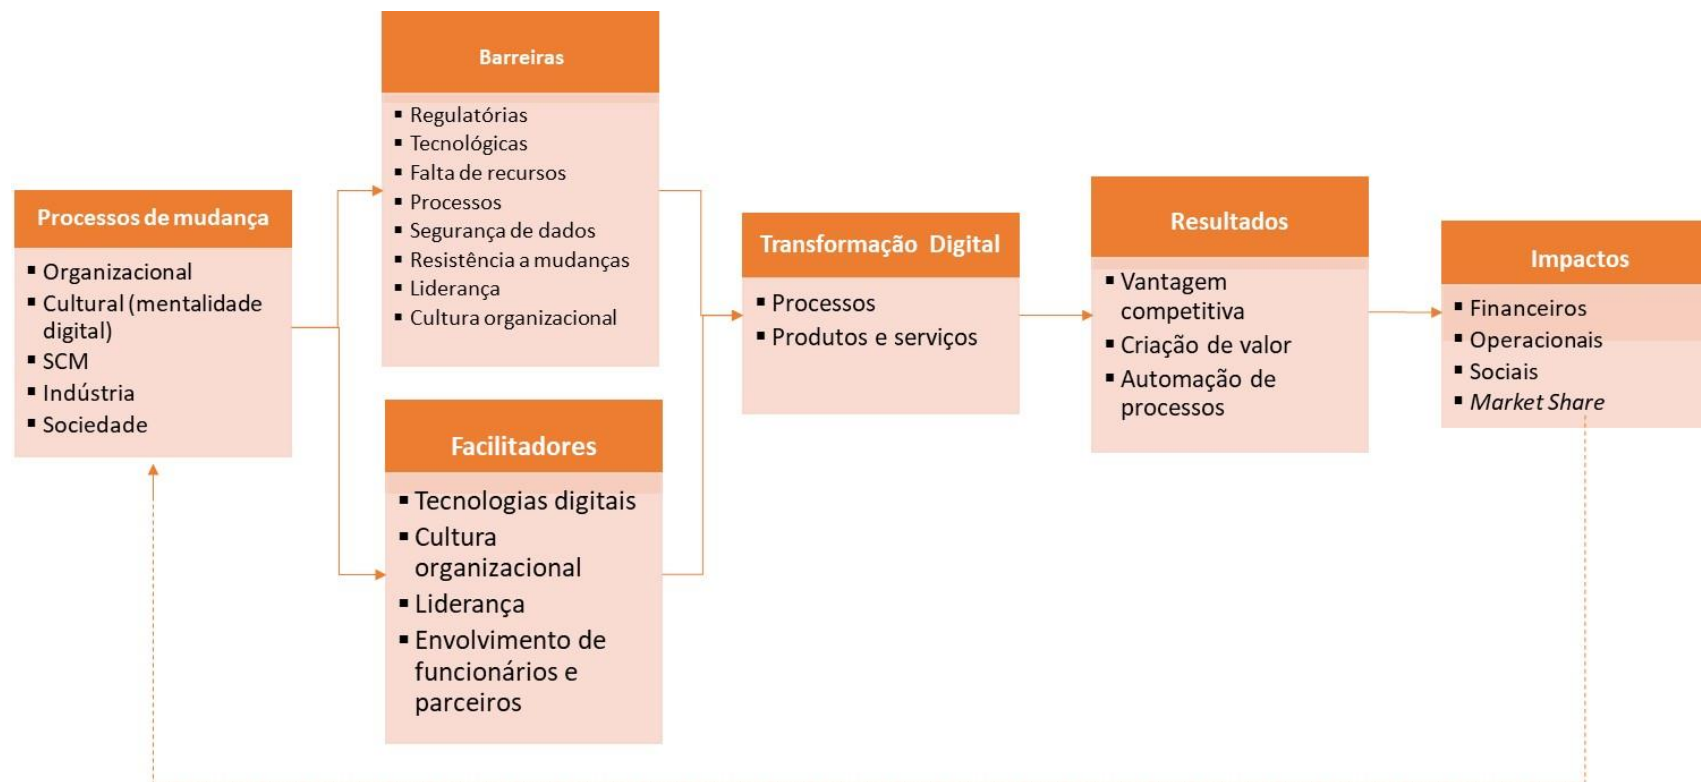 Processos de mudança
Organizacional
Cultural (mentalidade
digital)
SCM
Indústria
Sociedade
Barreiras
Regulatórias
Tecnológicas
Falta de recursos
Processos
Segurança de dados
Resistência a mudanças
Liderança
Cultura organizacional
Facilitadores
Tecnologias digitais
Cultura
organizacional
Liderança
Envolvimento de
funcionários e
parceiros
Transformação Digital
Processos
Produtos e serviços
Resultados
Vantagem
competitiva
Criação de valor
Automação de
processos
Impactos
Financeiros
Operacionais
Sociais
Market Share